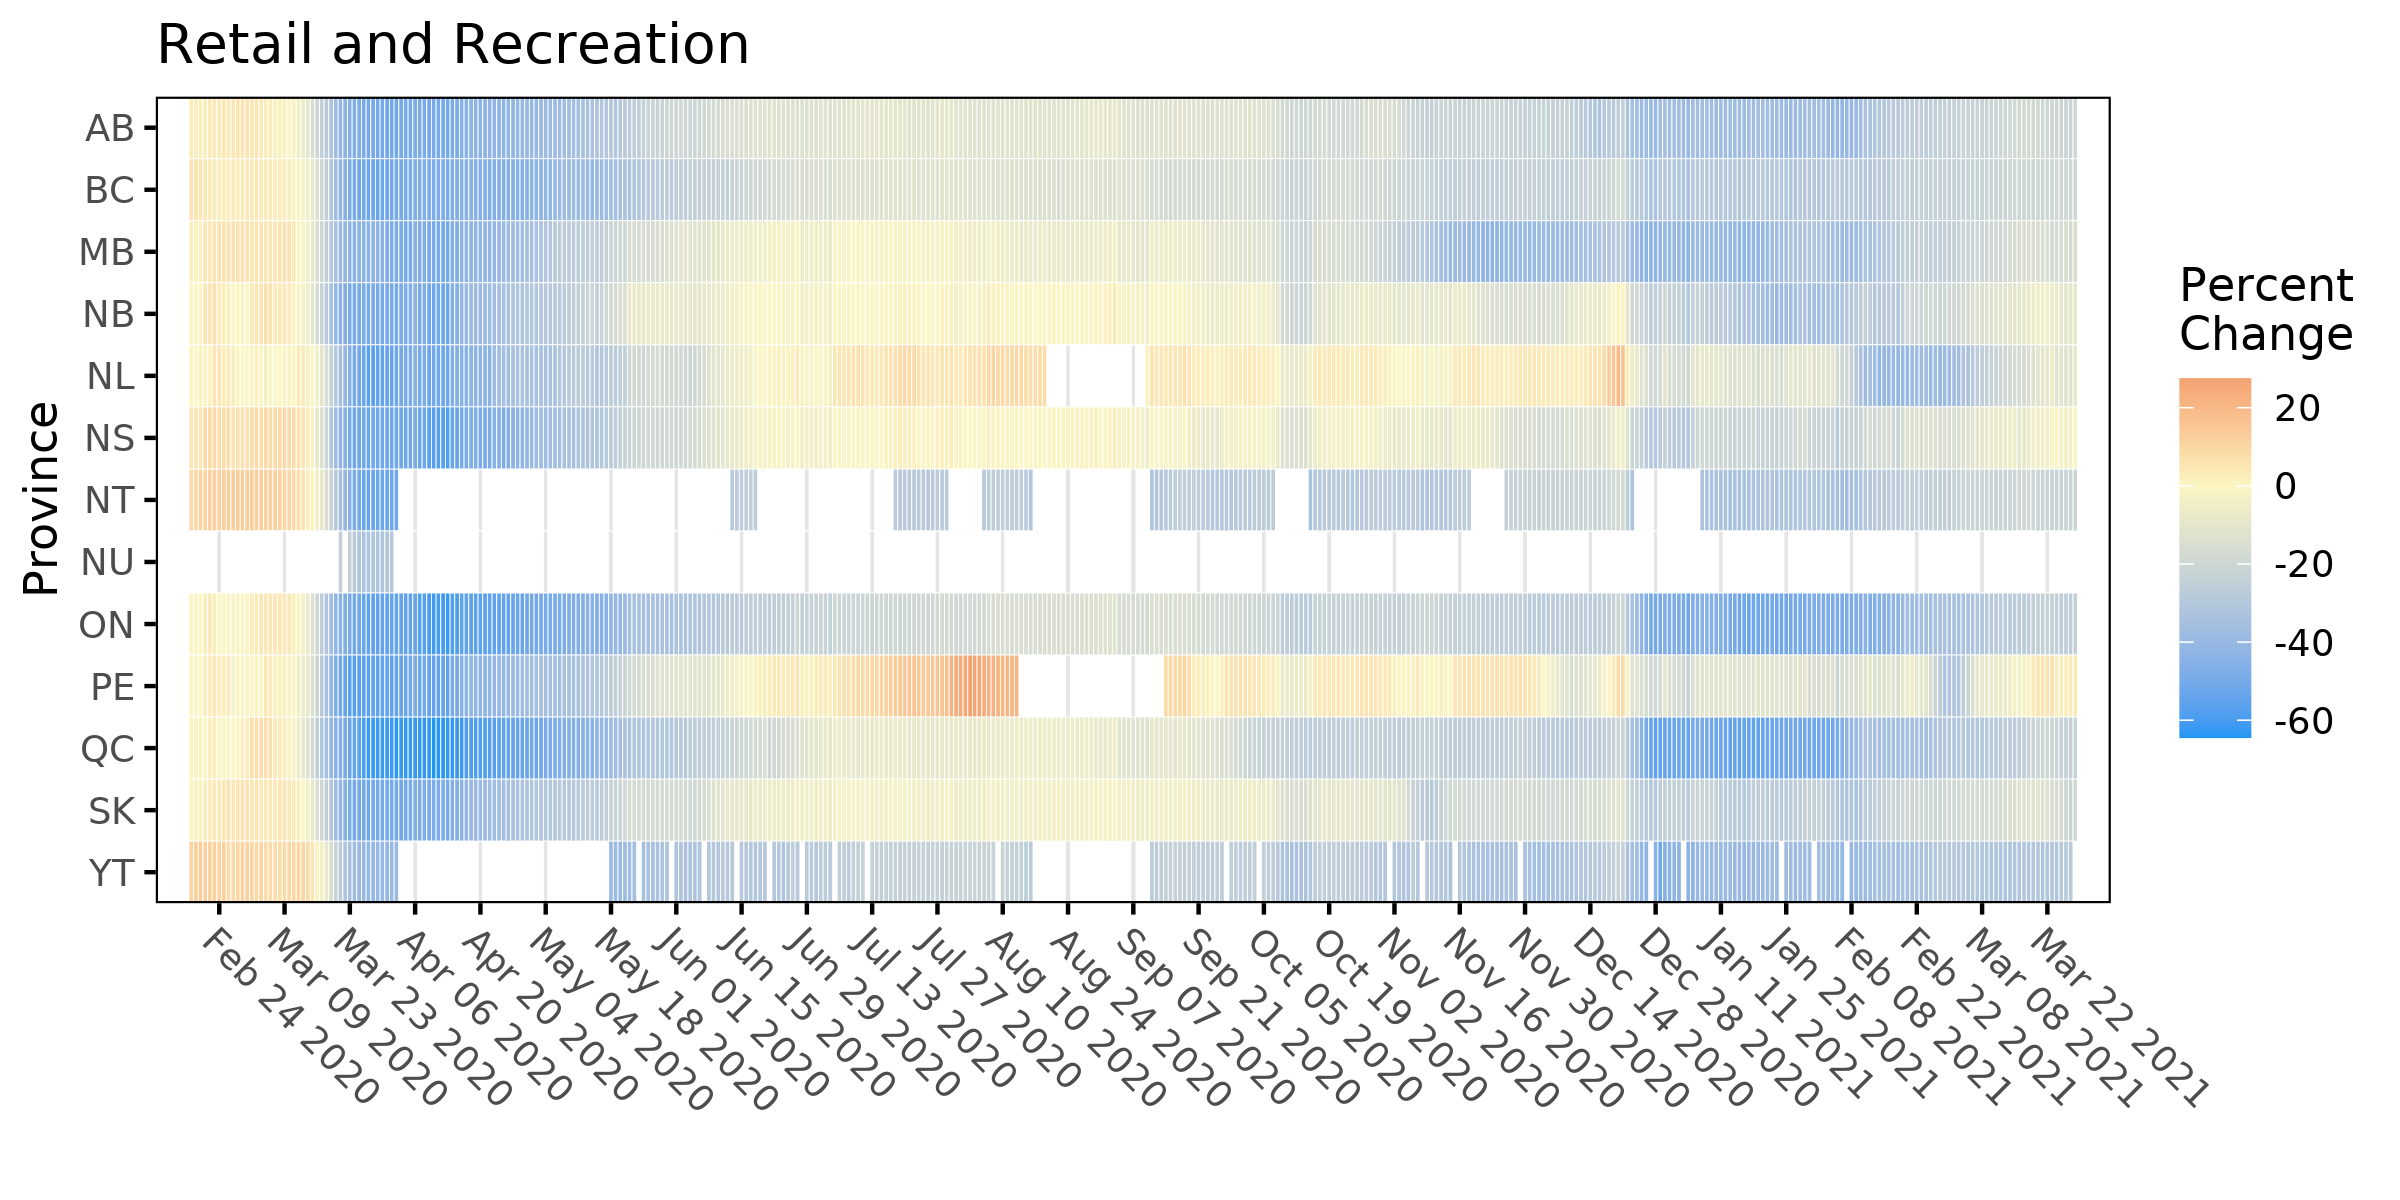 Retail and Recreation
Province
AB
BC
MB
NB
NL
NS
NT
NU
ON
PE
QC
SK
YT
Feb 24 2020
Mar 09 2020
Mar 23 2020
Apr 06 2020
Apr 20 2020
May 04 2020
May 18 2020
Jun 01 2020
Jun 15 2020
Jun 29 2020
Jul 13 2020
Jul 27 2020
Aug 10 2020
Aug 24 2020
Sep 07 2020
Sep 21 2020
Oct 05 2020
Oct 19 2020
Nov 02 2020
Nov 16 2020
Nov 30 2020
Dec 14 2020
Dec 28 2020
Jan 11 2021
Jan 25 2021
Feb 08 2021
Feb 22 2021
Mar 08 2021
Mar 22 2021
Percent
Change
20
0
-20
-40
-60